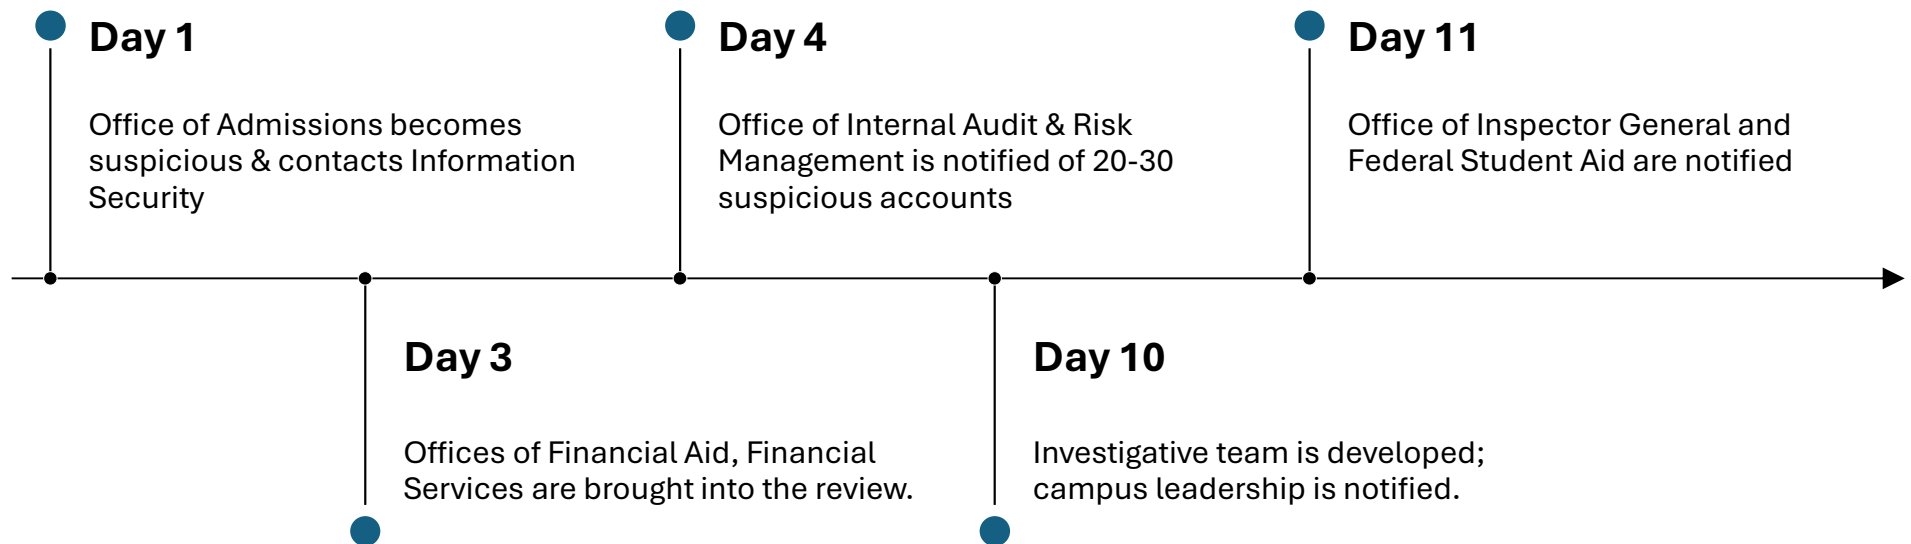 Day 1
Office of Admissions becomes
suspicious & contacts Information
Security
Day 3
Offices of Financial Aid, Financial
Services are brought into the review.
Day 4
Office of Internal Audit & Risk
Management is notified of 20-30
suspicious accounts
Day 10
Investigative team is developed;
campus leadership is notified.
Day 11
Office of Inspector General and
Federal Student Aid are notified